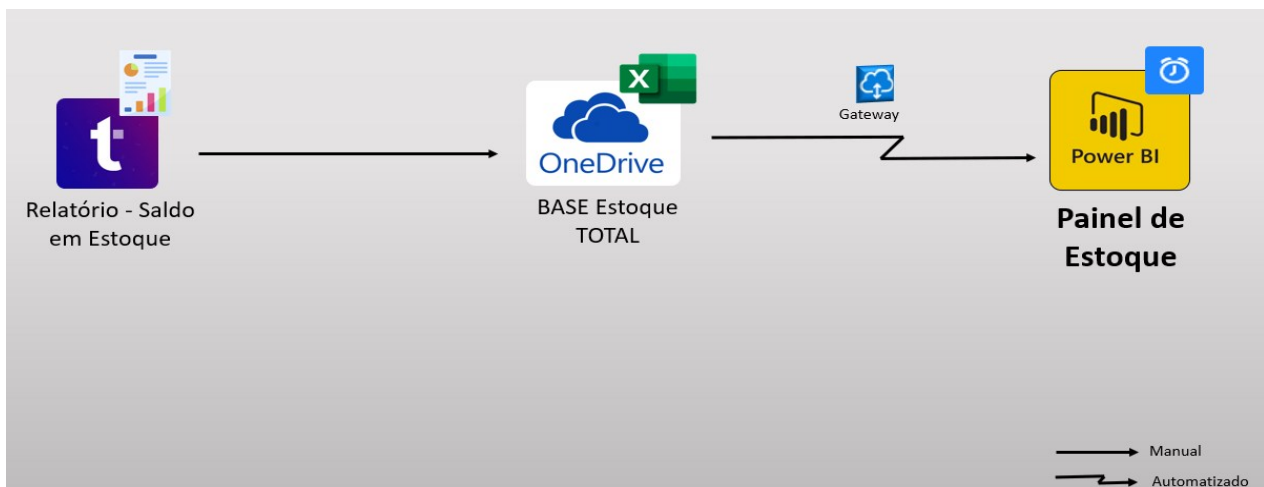 t
Relatório - Saldo
em Estoque
X
OneDrive
BASE Estoque
TOTAL
Gateway
Power BI
Painel de
Estoque
Manual
Automatizado